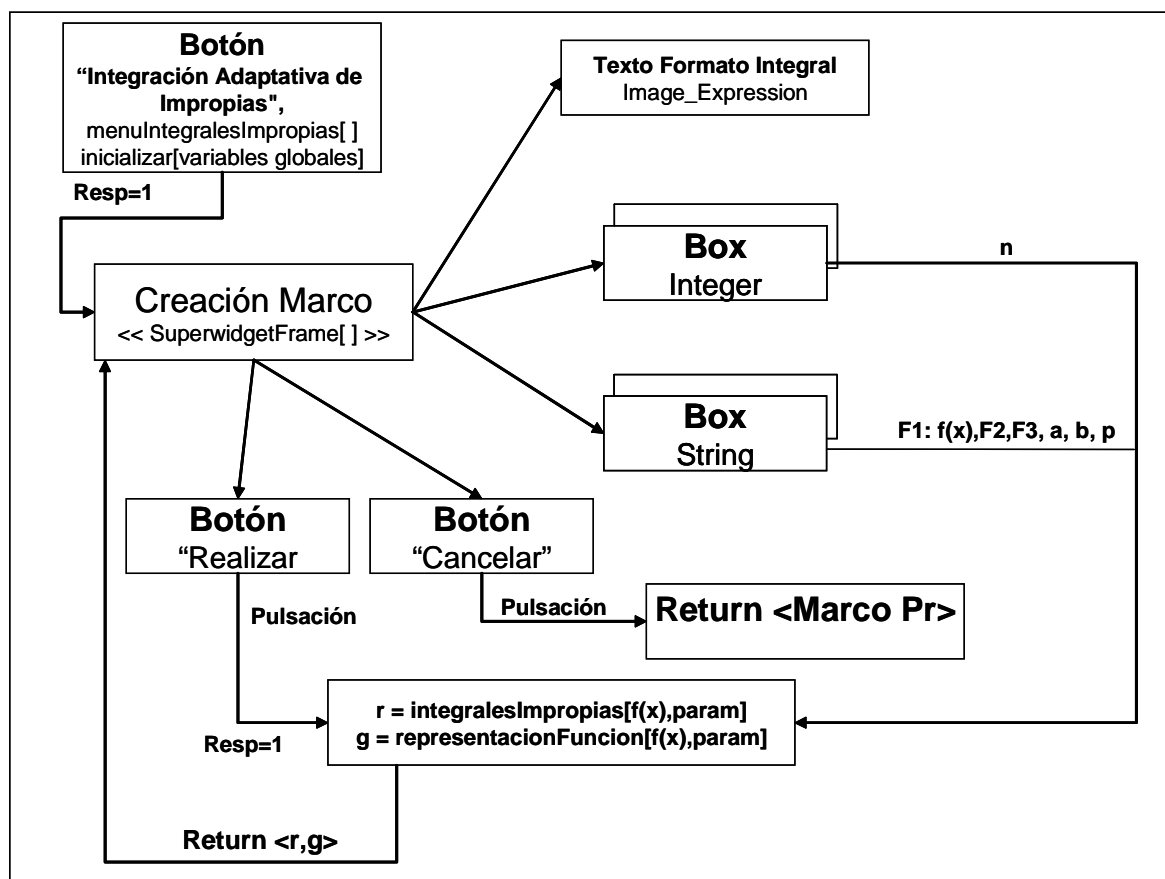 Botón
“Integración Adaptativa de
Impropias",
menuIntegralesImpropias[ ]
inicializar[variables globales]
Texto Formato Integral
Image_Expression
Resp=1
Box
Integer
n
Creación Marco
<< SuperwidgetFrame[ ] >>
Box
String
F1: f(x),F2,F3, a, b, p
Botón
“Realizar
Botón
“Cancelar”
Pulsación
Pulsación
Return <Marco Pr>
r = integralesImpropias[f(x),param]
g = representacionFuncion[f(x),param]
Resp=1
Return <r,g>